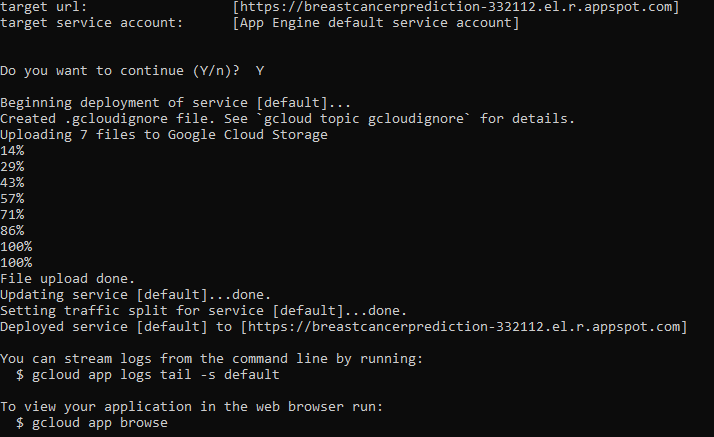 target url:                  [https://breastcancerprediction-332112.el.r.appspot.com]
target service account:      [App Engine default service account]
Do you want to continue (Y/n)?  Y
Beginning deployment of service [default]...
Created .gcloudignore file. See `gcloud topic gcloudignore` for details.
Uploading 7 files to Google Cloud Storage
14%
29%
43%
57%
71%
86%
100%
100%
File upload done.
Updating service [default]...done.
Setting traffic split for service [default]...done.
Deployed service [default] to [https://breastcancerprediction-332112.el.r.appspot.com]
You can stream logs from the command line by running:
  $ gcloud app logs tail -s default
To view your application in the web browser run:
  $ gcloud app browse